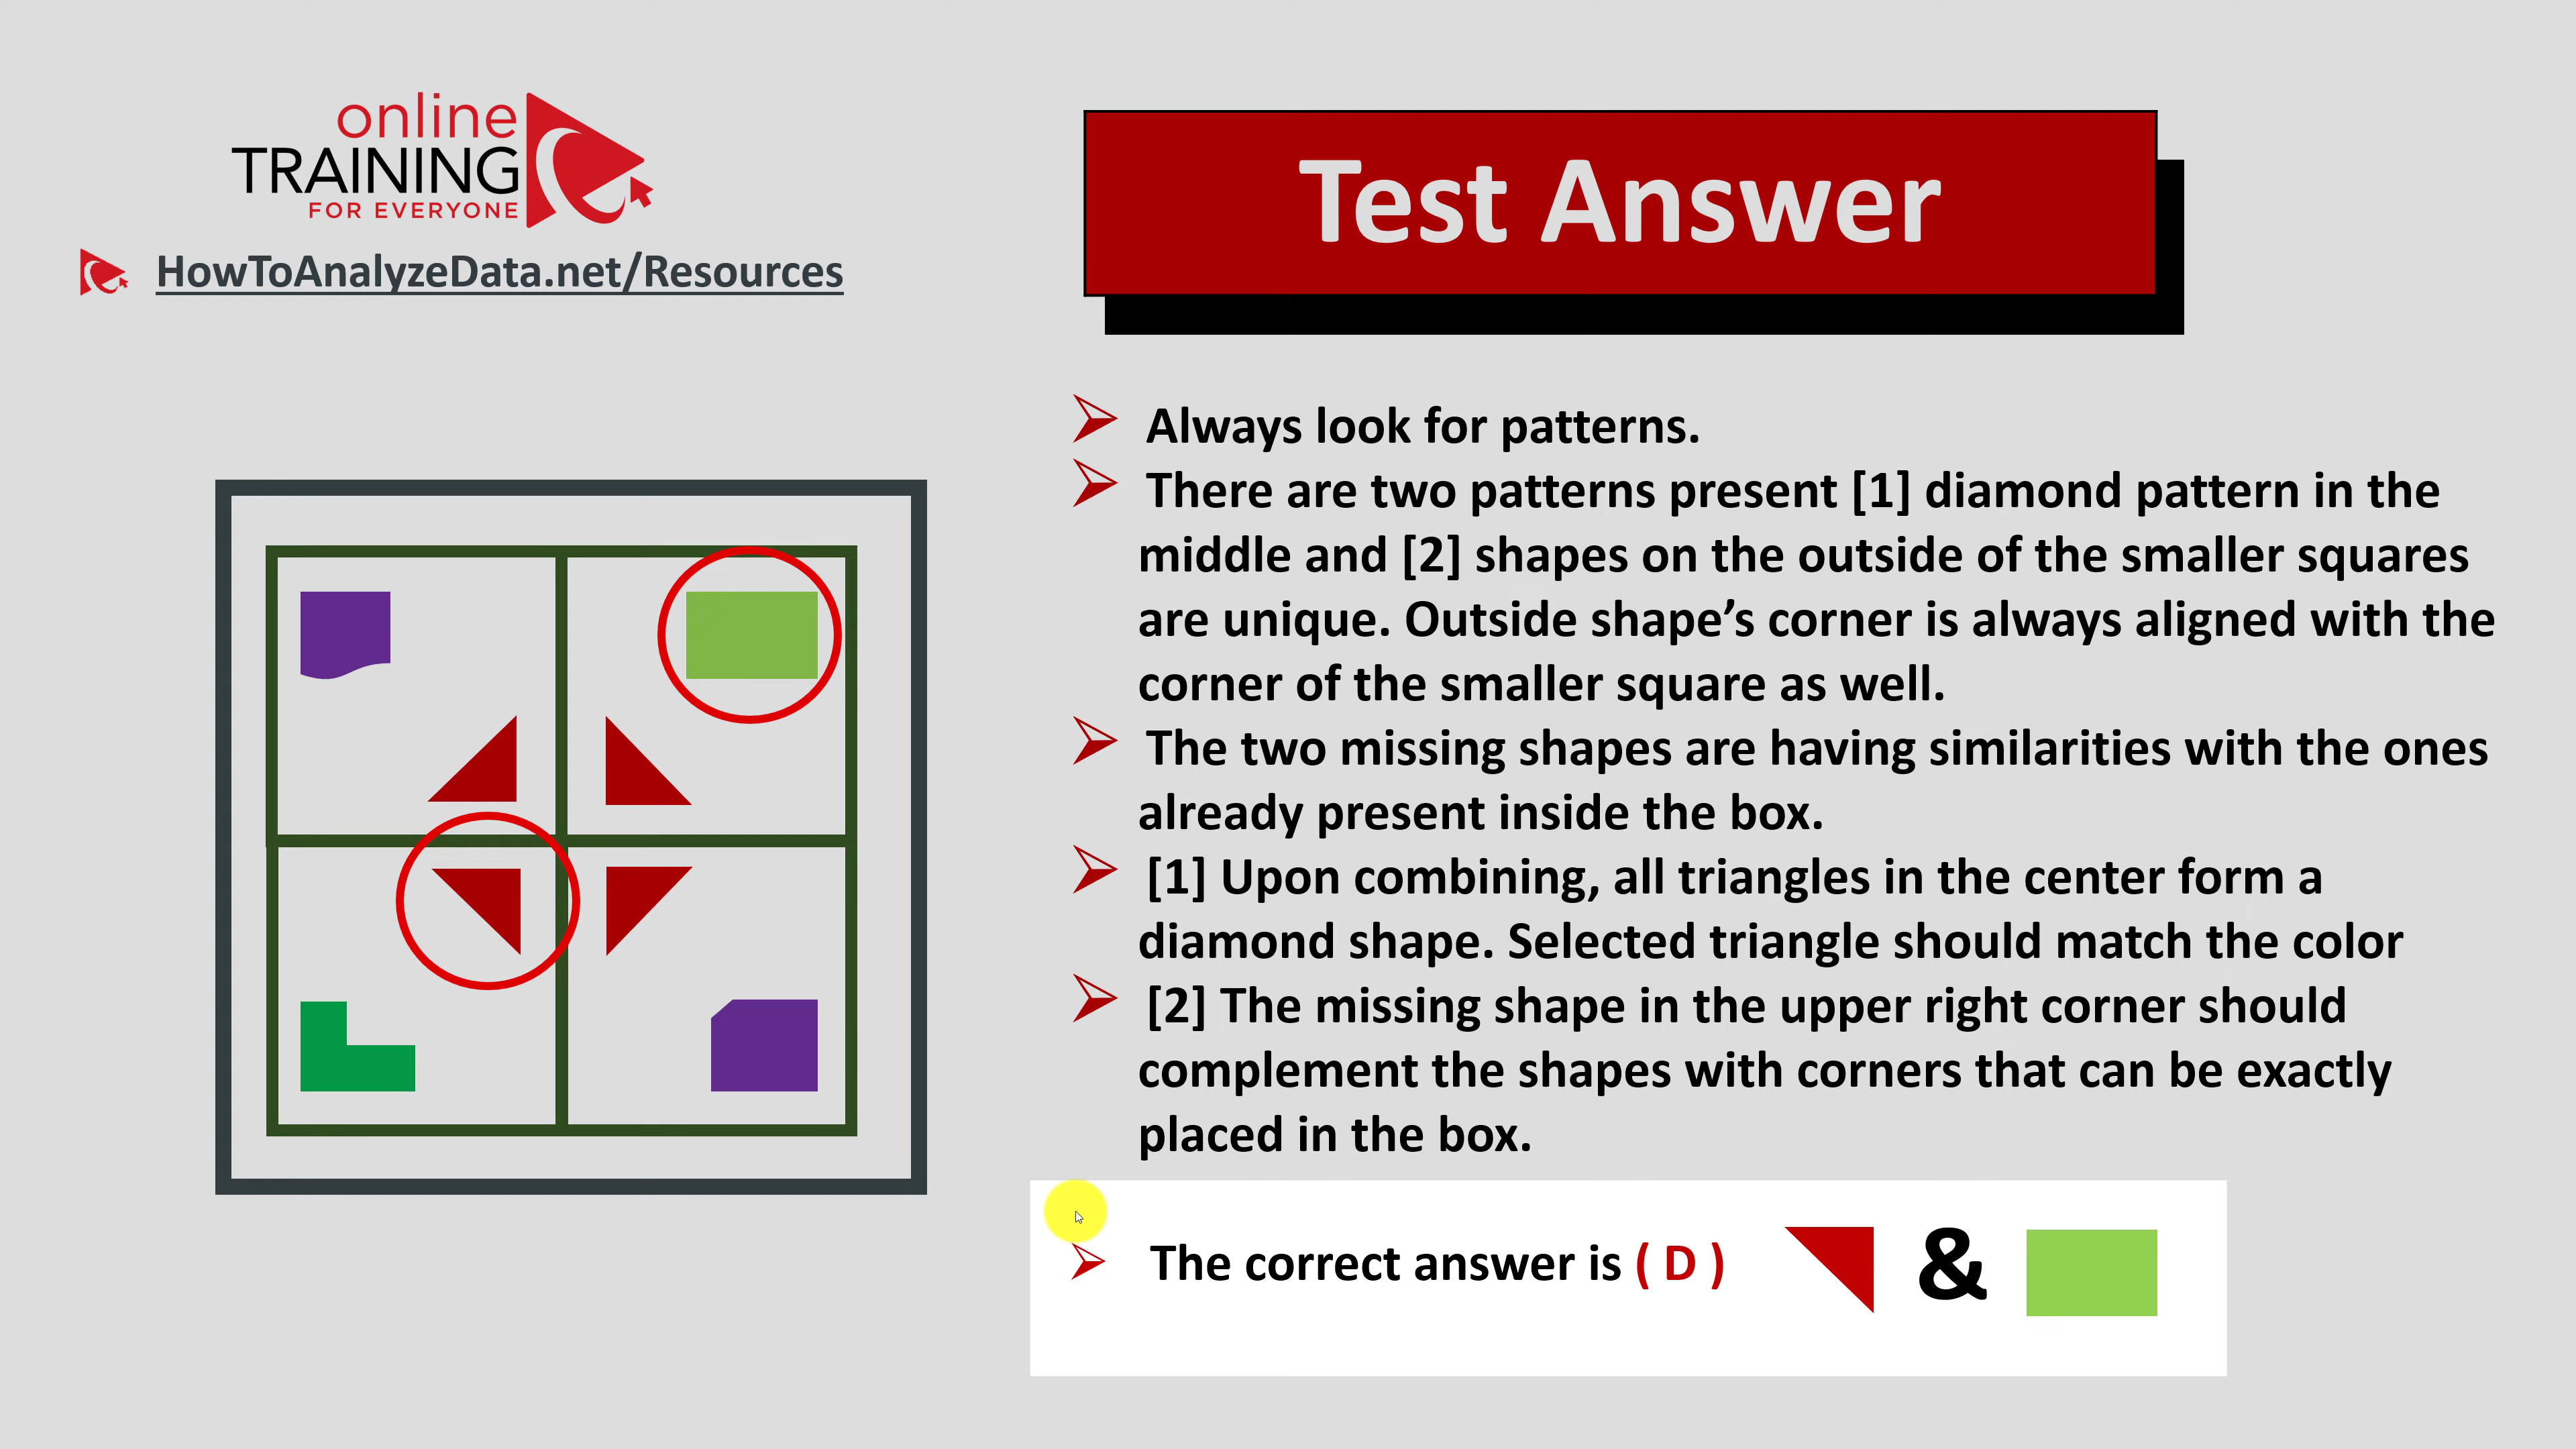 online
TRAINING
FOR EVERYONE
HowToAnalyzeData.net/Resources
Test Answer
Always look for patterns.
There are two patterns present [1] diamond pattern in the
middle and [2] shapes on the outside of the smaller squares
are unique. Outside shape’s corner is always aligned with the
corner of the smaller square as well.
The two missing shapes are having similarities with the ones
already present inside the box.
[1] Upon combining, all triangles in the center form a
diamond shape. Selected triangle should match the color
[2] The missing shape in the upper right corner should
complement the shapes with corners that can be exactly
placed in the box.
The correct answer is ( D ) &